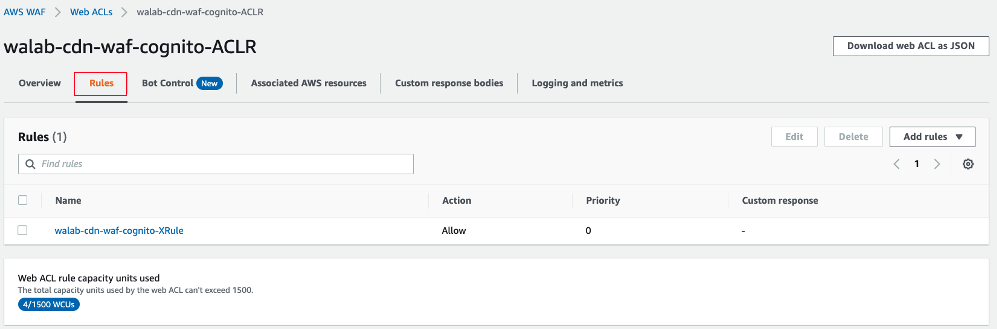 AWS WAF > Web ACLs > walab-cdn-waf-cognito-ACLR
walab-cdn-waf-cognito-ACLR
Download web ACL as JSON
Overview Rules Bot Control New Associated AWS resources Custom response bodies Logging and metrics
Rules (1)
Edit Delete Add rules
Find rules
1
Name Action Priority Custom response
walab-cdn-waf-cognito-XRule Allow 0 -
Web ACL rule capacity units used
The total capacity units used by the web ACL can't exceed 1500.
4/1500 WCUs